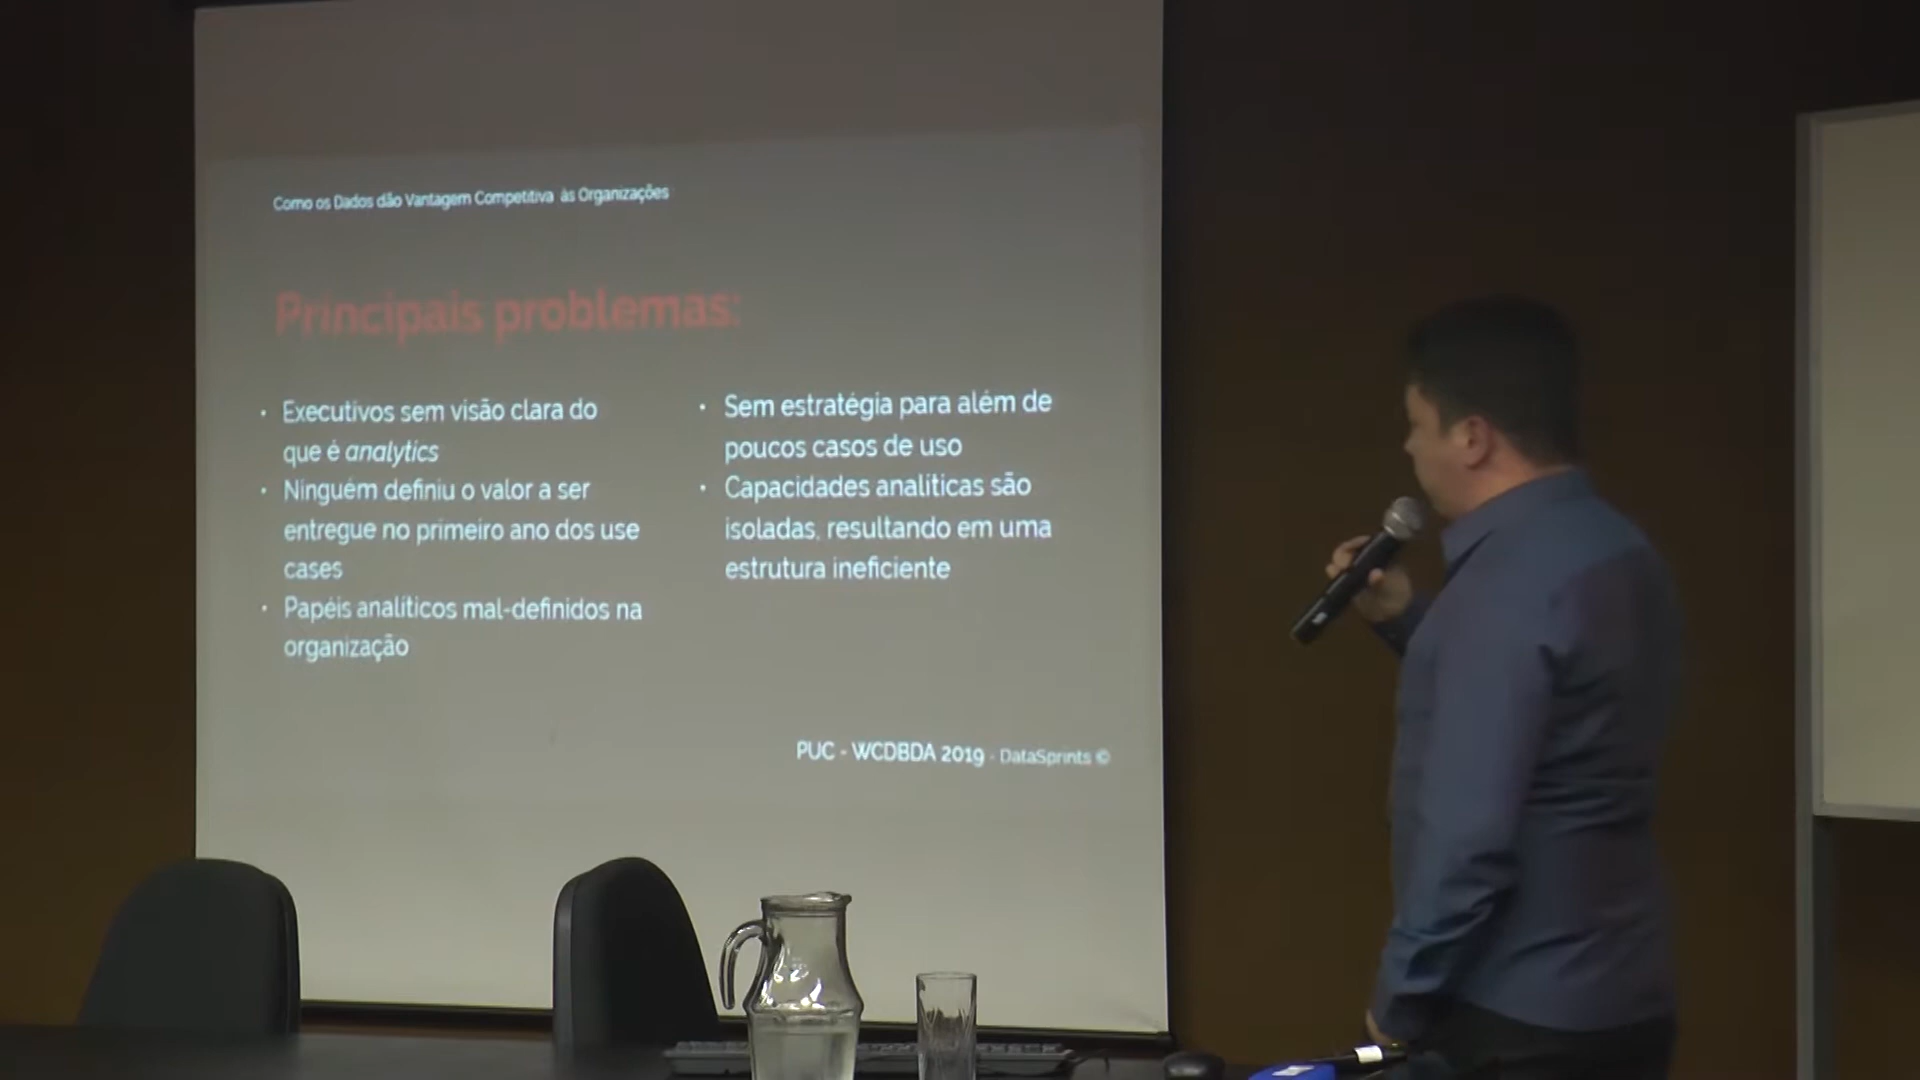 Como os Dados dão Vantagem Competitiva às Organizações
Principais problemas:
• Executivos sem visão clara do
que é analytics
• Ninguém definiu o valor a ser
entregue no primeiro ano dos use
cases
• Papéis analíticos mal-definidos na
organização
• Sem estratégia para além de
poucos casos de uso
• Capacidades analíticas são
isoladas, resultando em uma
estrutura ineficiente
PUC - WCDBDA 2019 - DataSprints ©